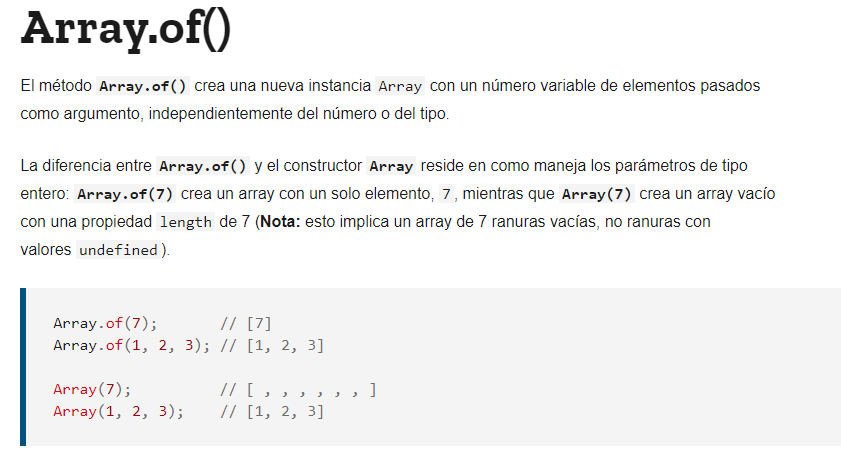 Array.of()
El método Array.of() crea una nueva instancia Array con un número variable de elementos pasados
como argumento, independientemente del número o del tipo.
La diferencia entre Array.of() y el constructor Array reside en como maneja los parámetros de tipo
entero: Array.of(7) crea un array con un solo elemento, 7, mientras que Array(7) crea un array vacío
con una propiedad length de 7 (Nota: esto implica un array de 7 ranuras vacías, no ranuras con
valores undefined).
Array.of(7);       // [7]
Array.of(1, 2, 3); // [1, 2, 3]
Array(7);          // [ , , , , , , ]
Array(1, 2, 3);    // [1, 2, 3]